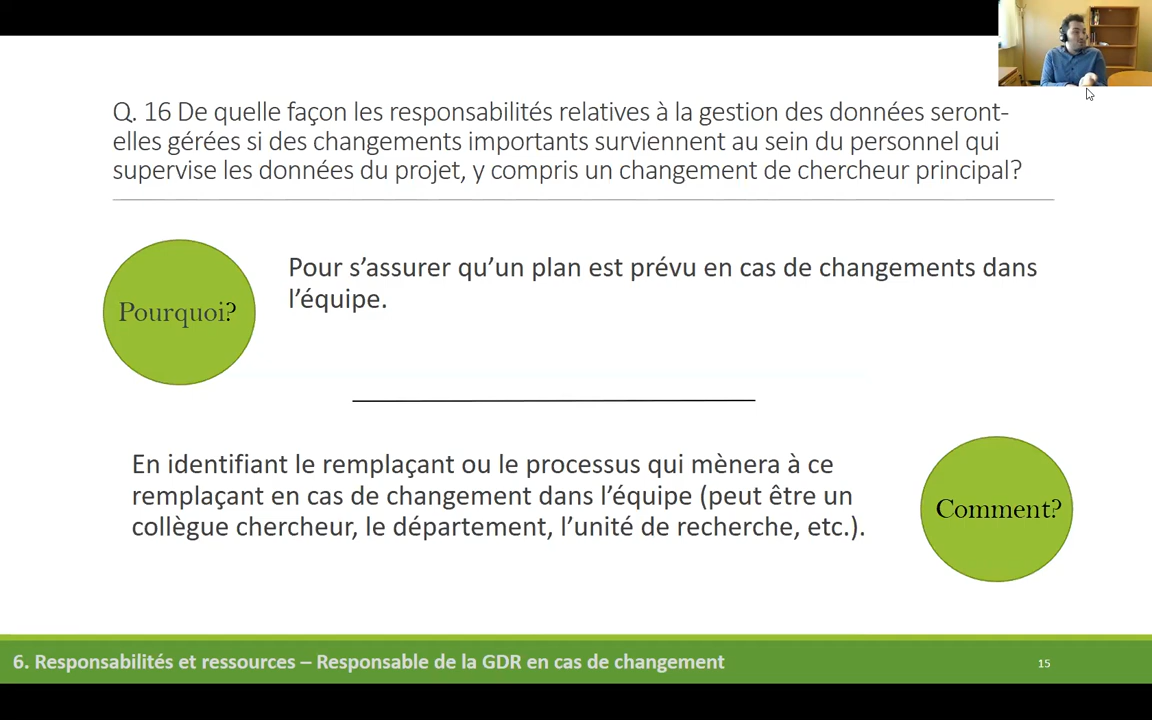 Q. 16 De quelle façon les responsabilités relatives à la gestion des données seront-
elles gérées si des changements importants surviennent au sein du personnel qui
supervise les données du projet, y compris un changement de chercheur principal?
Pourquoi?
Pour s’assurer qu’un plan est prévu en cas de changements dans
l’équipe.
En identifiant le remplaçant ou le processus qui mènera à ce
remplaçant en cas de changement dans l’équipe (peut être un
collègue chercheur, le département, l’unité de recherche, etc.).
Comment?
6. Responsabilités et ressources – Responsable de la GDR en cas de changement
15